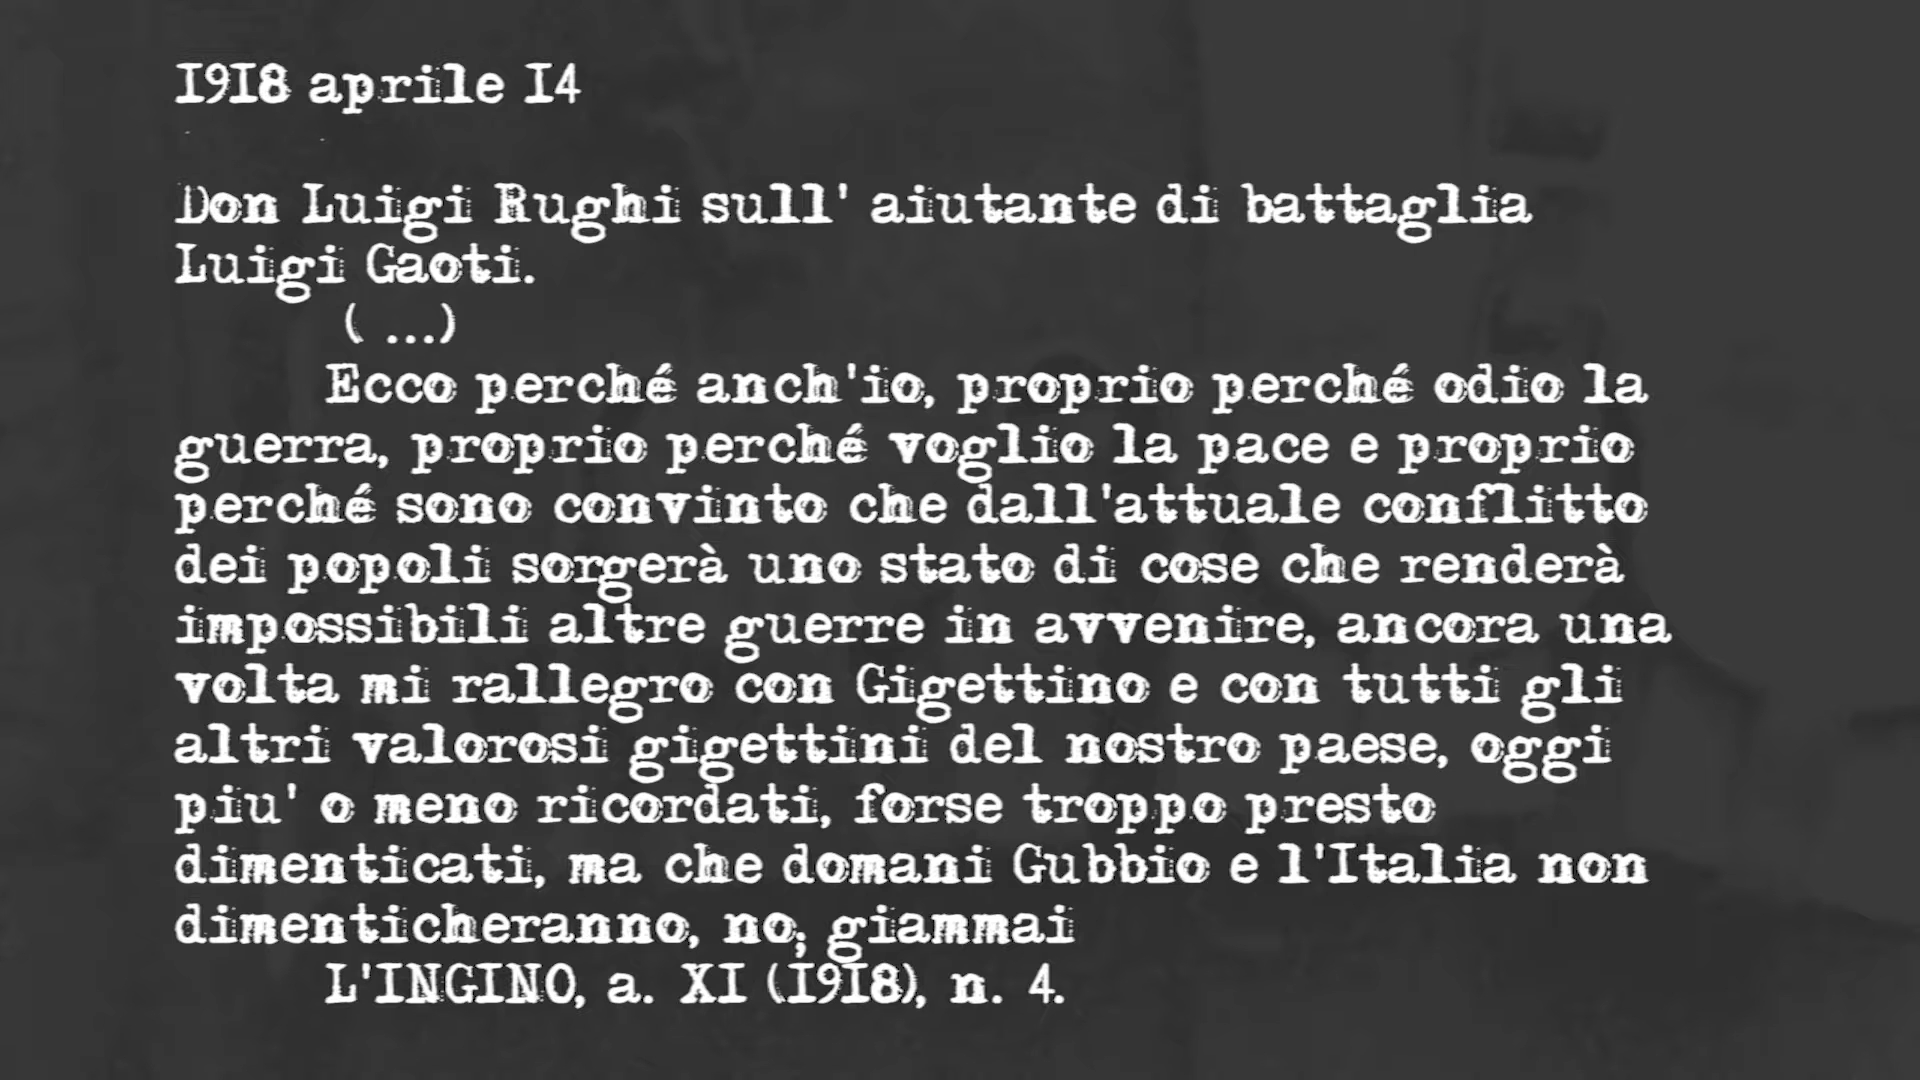 1918 aprile 14
Don Luigi Rughi sull' aiutante di battaglia
Luigi Gaoti.
( ...)
Ecco perché anch'io, proprio perché odio la
guerra, proprio perché voglio la pace e proprio
perché sono convinto che dall'attuale conflitto
dei popoli sorgerà uno stato di cose che renderà
impossibili altre guerre in avvenire, ancora una
volta mi rallegro con Gigettino e con tutti gli
altri valorosi gigettini del nostro paese, oggi
piu' o meno ricordati, forse troppo presto
dimenticati, ma che domani Gubbio e l'Italia non
dimenticheranno, no, giammai
L'INGINO, a. XI (1918), n. 4.